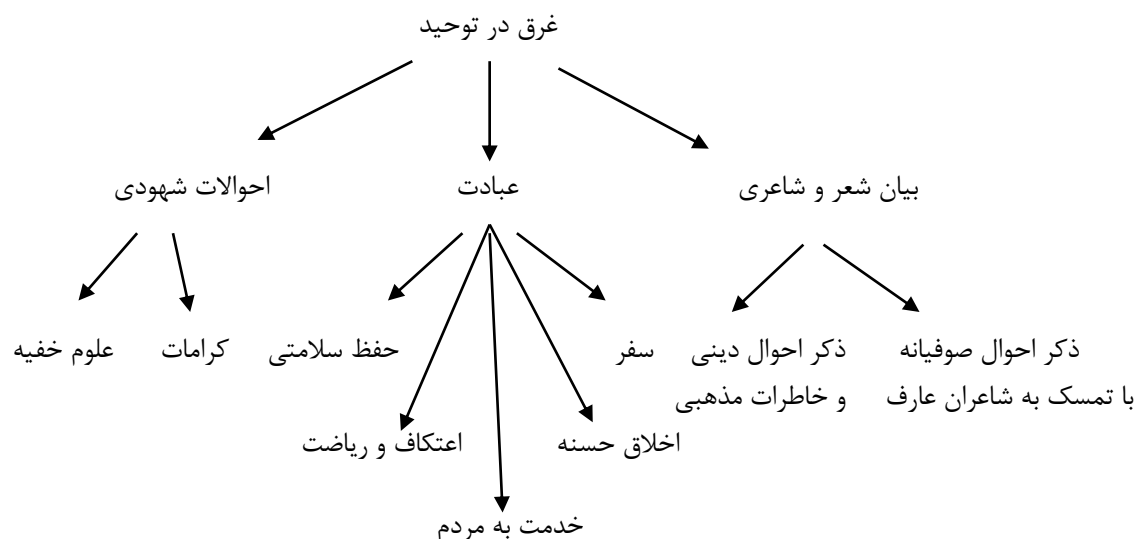 غرق در توحید
بیان شعر و شاعری
عبادت
احوالات شهودی
ذکر احوال صوفیانه
با تمسک به شاعران عارف
ذکر احوال دینی
و خاطرات مذهبی
سفر
حفظ سلامتی
کرامات
علوم خفیه
اخلاق حسنه
اعتکاف و ریاضت
خدمت به مردم